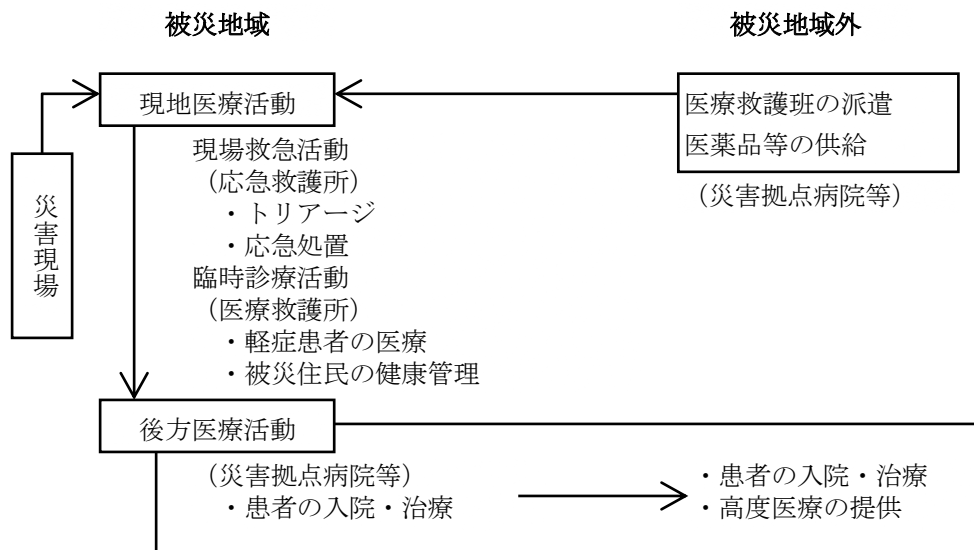 被災地域
被災地域外
現地医療活動
医療救護班の派遣
医薬品等の供給
(災害拠点病院等)
災害現場
現場救急活動
(応急救護所)
・トリアージ
・応急処置
臨時診療活動
(医療救護所)
・軽症患者の医療
・被災住民の健康管理
後方医療活動
(災害拠点病院等)
・患者の入院・治療
・患者の入院・治療
・高度医療の提供